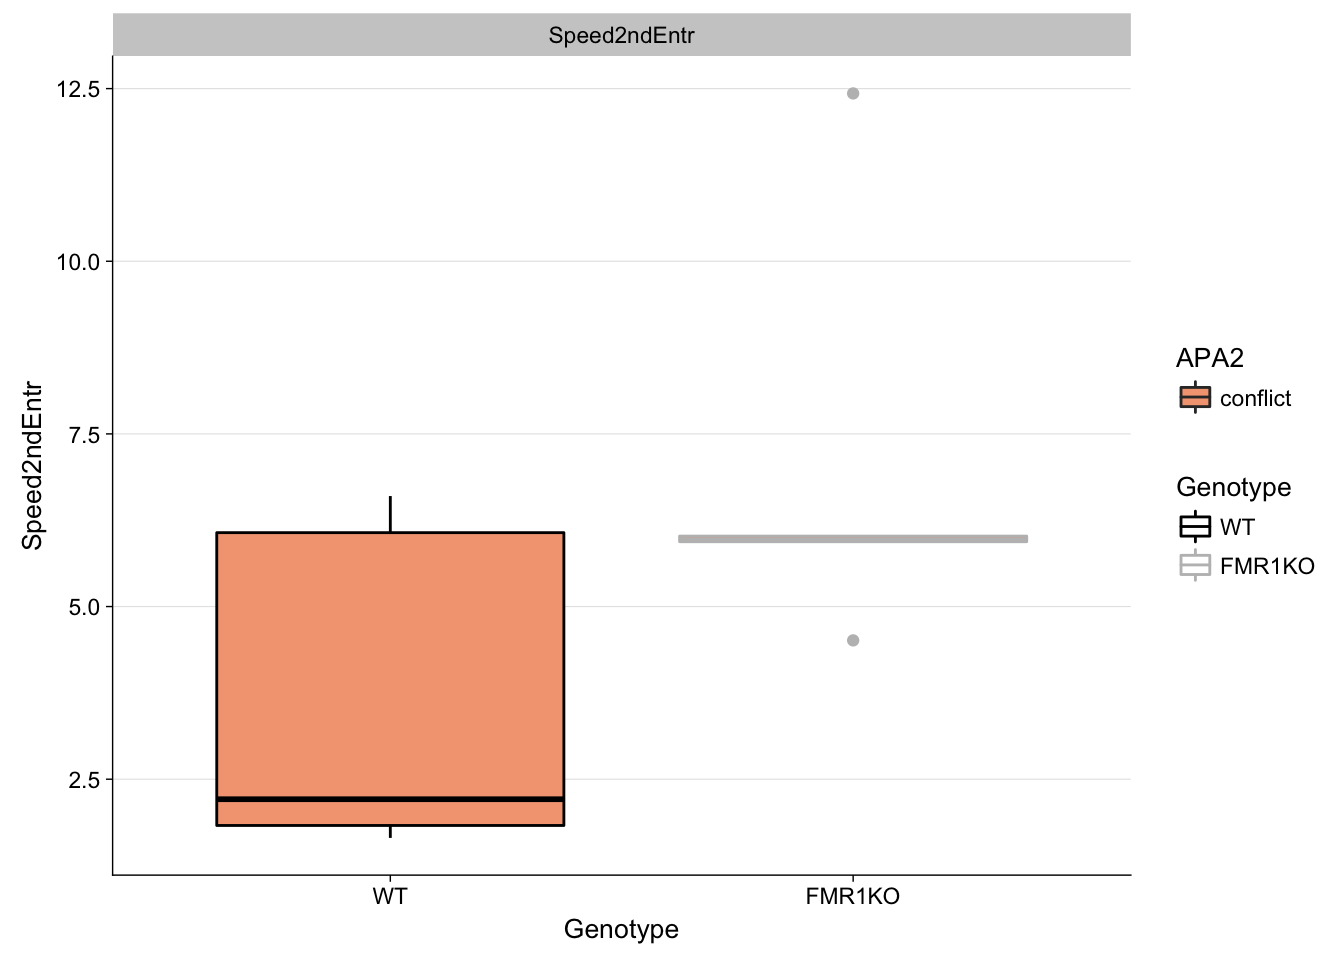 Speed2ndEntr
12.5
10.0
7.5
5.0
2.5
Speed2ndEntr
WT
FMR1KO
Genotype
APA2
conflict
Genotype
WT
FMR1KO